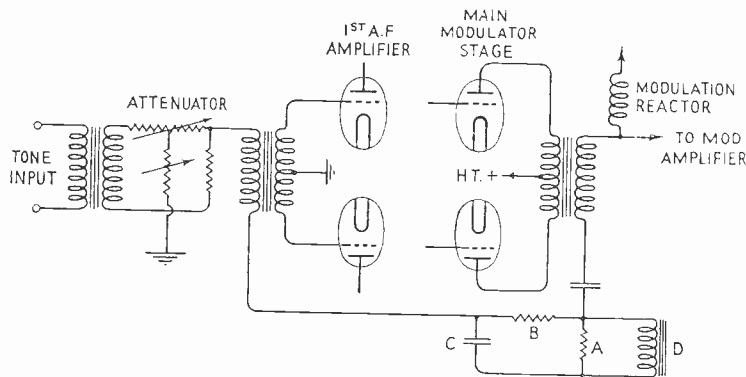 1ST A.F
AMPLIFIER
MAIN
MODULATOR
STAGE
ATTENUATOR
MODULATION
REACTOR
TONE
INPUT
H.T. +
TO MOD
AMPLIFIER
B
C
A
D